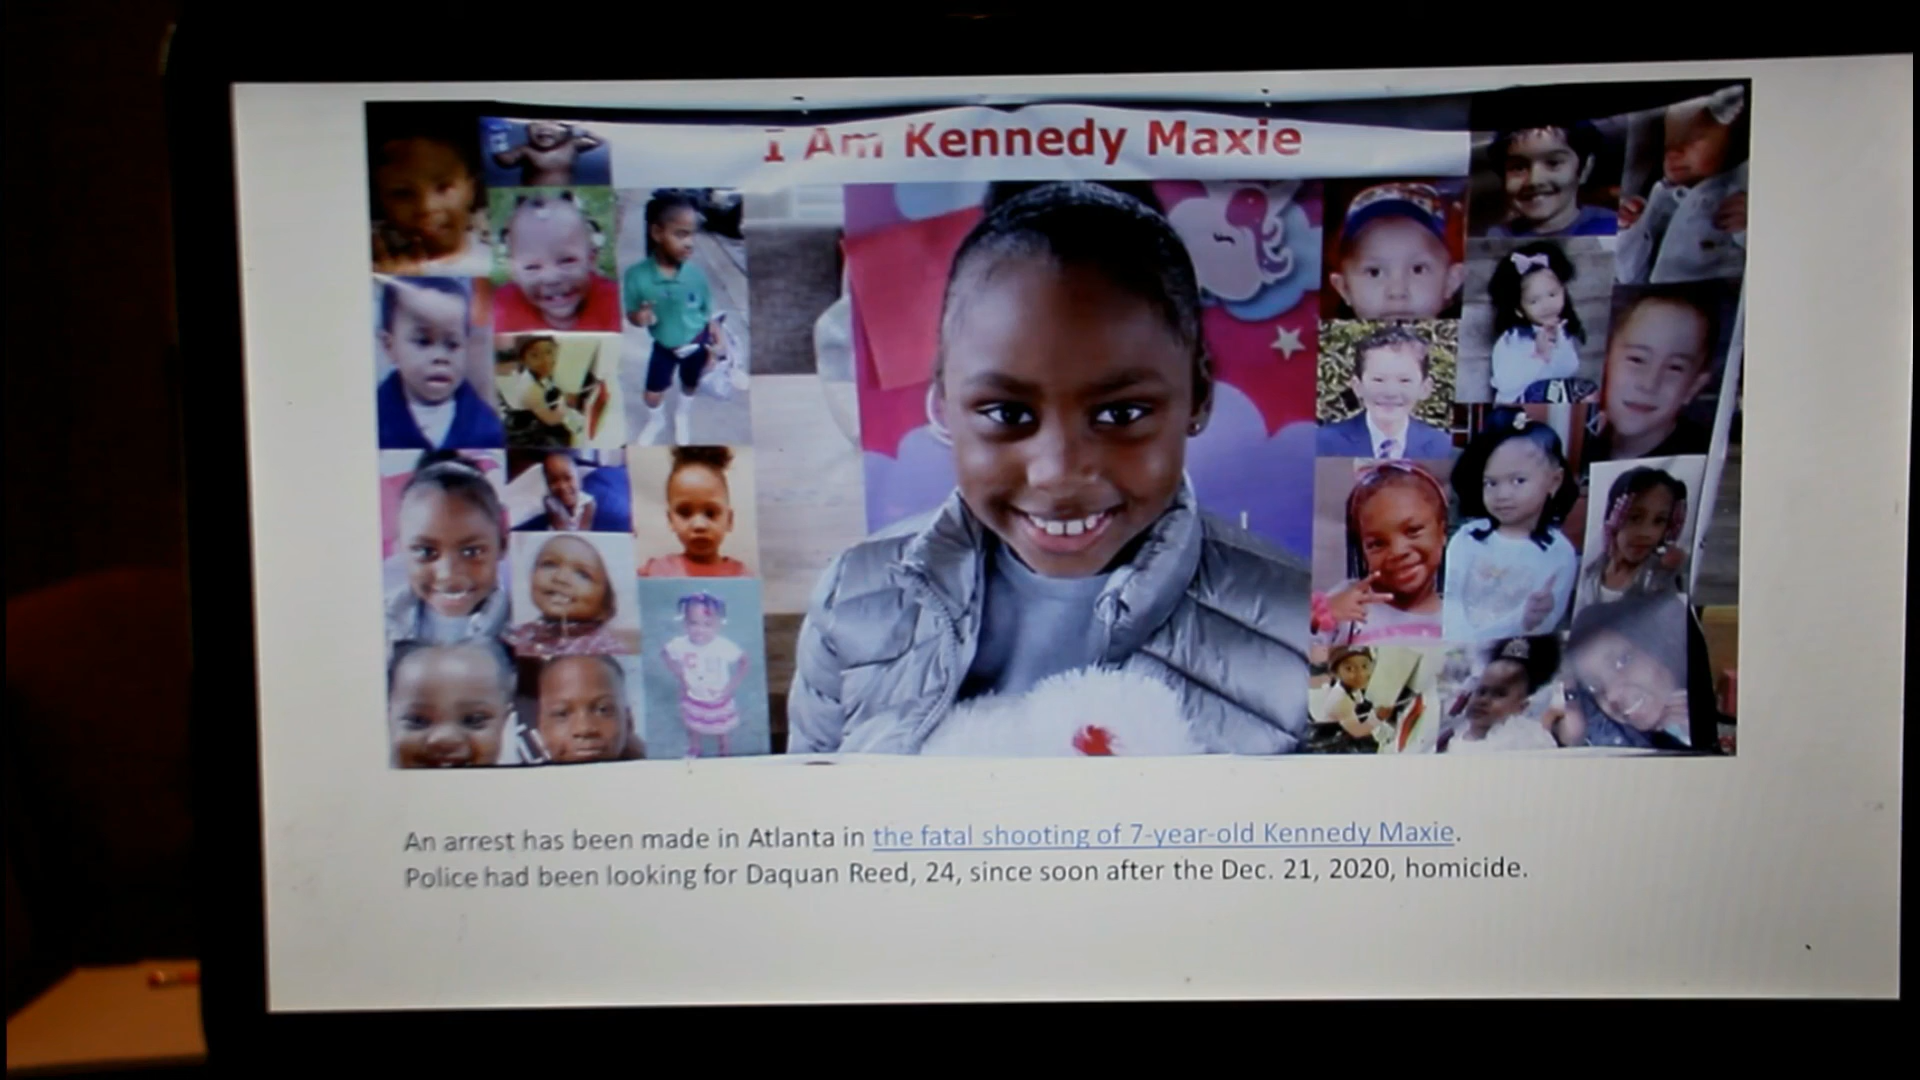 I Am Kennedy Maxie
An arrest has been made in Atlanta in the fatal shooting of 7-year-old Kennedy Maxie.
Police had been looking for Daquan Reed, 24, since soon after the Dec. 21, 2020, homicide.